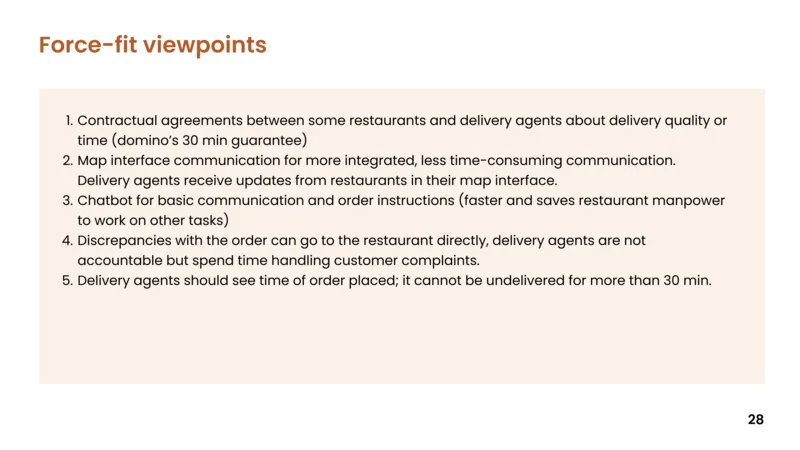 Force-fit viewpoints
1. Contractual agreements between some restaurants and delivery agents about delivery quality or
time (domino's 30 min guarantee)
2. Map interface communication for more integrated, less time-consuming communication.
Delivery agents receive updates from restaurants in their map interface.
3. Chatbot for basic communication and order instructions (faster and saves restaurant manpower
to work on other tasks)
4. Discrepancies with the order can go to the restaurant directly, delivery agents are not
accountable but spend time handling customer complaints.
5. Delivery agents should see time of order placed; it cannot be undelivered for more than 30 min.
28